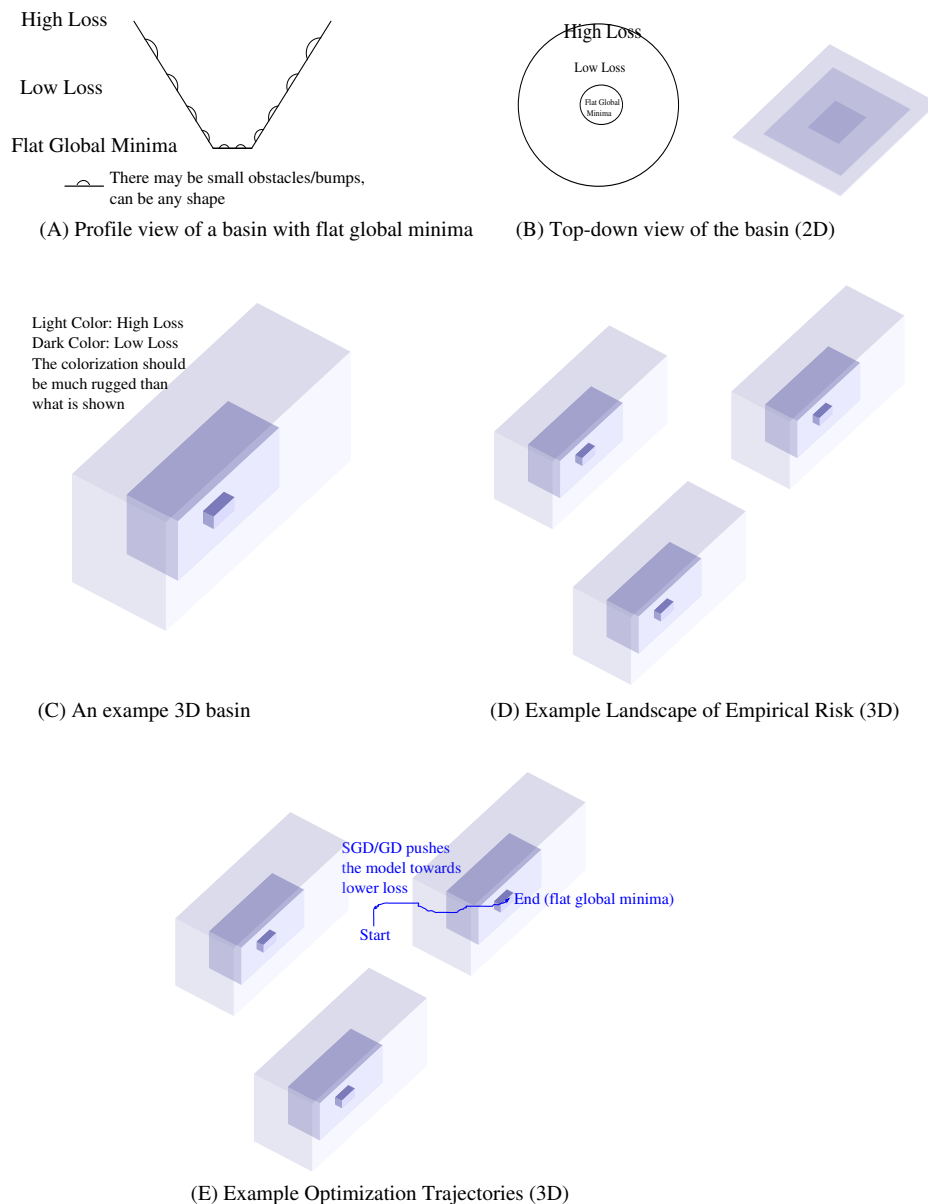 High Loss
Low Loss
Flat Global Minima
There may be small obstacles/bumps,
can be any shape
(A) Profile view of a basin with flat global minima
High Loss
Low Loss
Flat Global
Minima
(B) Top-down view of the basin (2D)
Light Color: High Loss
Dark Color: Low Loss
The colorization should
be much rugged than
what is shown
(C) An exampe 3D basin
(D) Example Landscape of Empirical Risk (3D)
SGD/GD pushes
the model towards
lower loss
End (flat global minima)
Start
(E) Example Optimization Trajectories (3D)